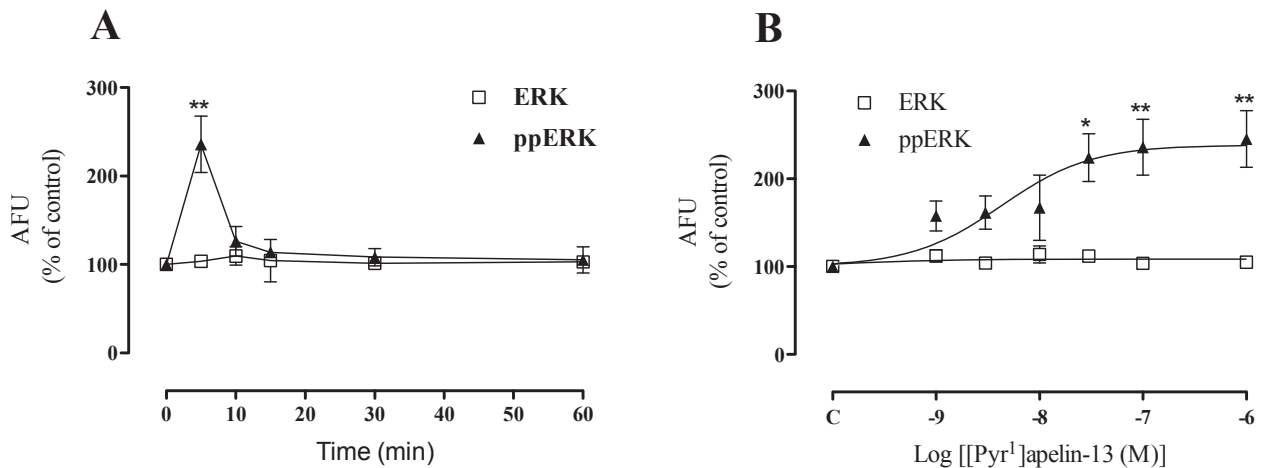 A
300
200
100
0
AFU
(% of control)
**
ERK
ppERK
0 10 20 30 40 50 60
Time (min)
B
300
200
100
0
AFU
(% of control)
ERK
ppERK
*
**
**
C -9 -8 -7 -6
Log [[Pyr¹]apelin-13 (M)]